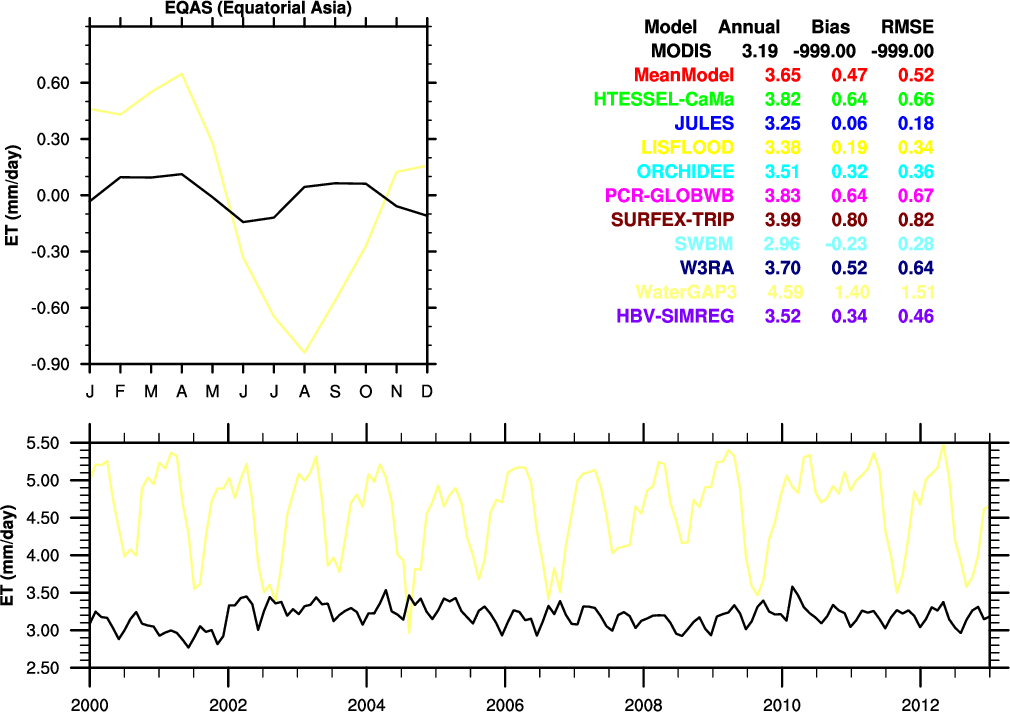 EQAS (Equatorial Asia)
Model Annual Bias RMSE
MODIS 3.19 -999.00 -999.00
MeanModel 3.65 0.47 0.52
HTESSEL-CaMa 3.82 0.64 0.66
JULES 3.25 0.06 0.18
LISFLOOD 3.38 0.19 0.34
ORCHIDEE 3.51 0.32 0.36
PCR-GLOBWB 3.83 0.64 0.67
SURFEX-TRIP 3.99 0.80 0.82
SWBM 2.96 -0.23 0.28
W3RA 3.70 0.52 0.64
WaterGAP3 4.59 1.40 1.51
HBV-SIMREG 3.52 0.34 0.46
ET (mm/day)
0.60
0.30
0.00
-0.30
-0.60
-0.90
J F M A M J J A S O N D
ET (mm/day)
5.50
5.00
4.50
4.00
3.50
3.00
2.50
2000 2002 2004 2006 2008 2010 2012